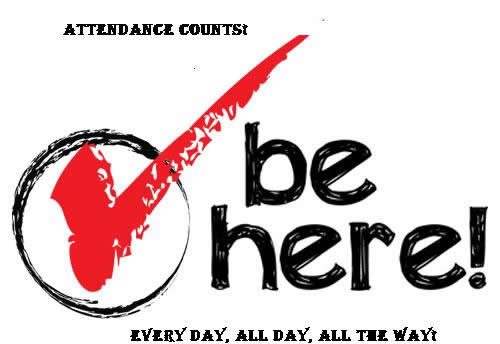 ATTENDANCE COUNTS!
be
here!
EVERY DAY, ALL DAY, ALL THE WAY!